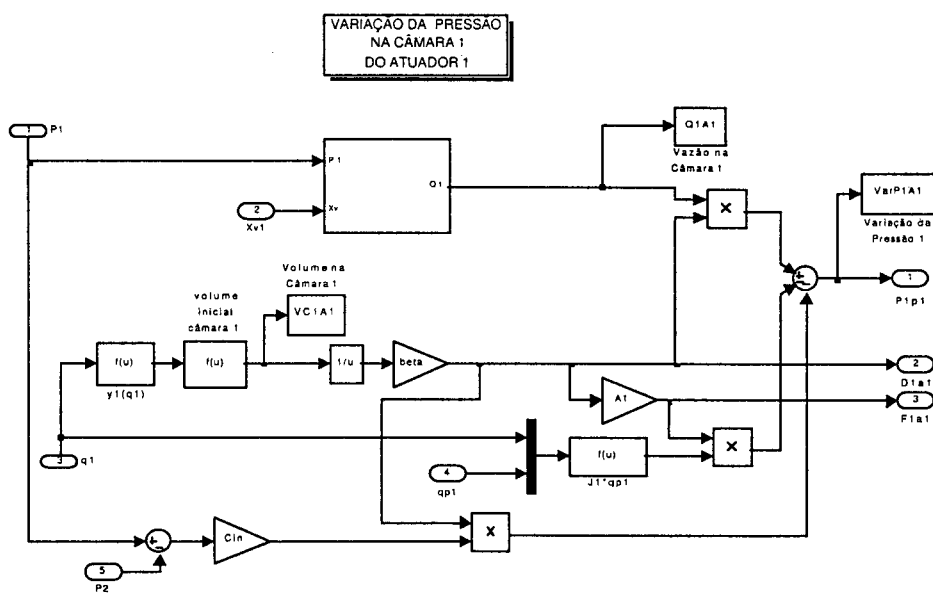 VARIAÇÃO DA PRESSÃO
NA CÂMARA 1
DO ATUADOR 1
1
P1
P1
Q1
Xv
2
Xv1
Q1A1
Vazão na
Câmara 1
×
VarP1A1
Variação da
Pressão 1
1
P1p1
Volume na
Câmara 1
VC1A1
volume
inicial
câmara 1
f(u)
y1(q1)
f(u)
1/u
beta
2
D1a1
A1
3
F1a1
3
q1
4
qp1
f(u)
J1*qp1
×
Cin
×
5
P2